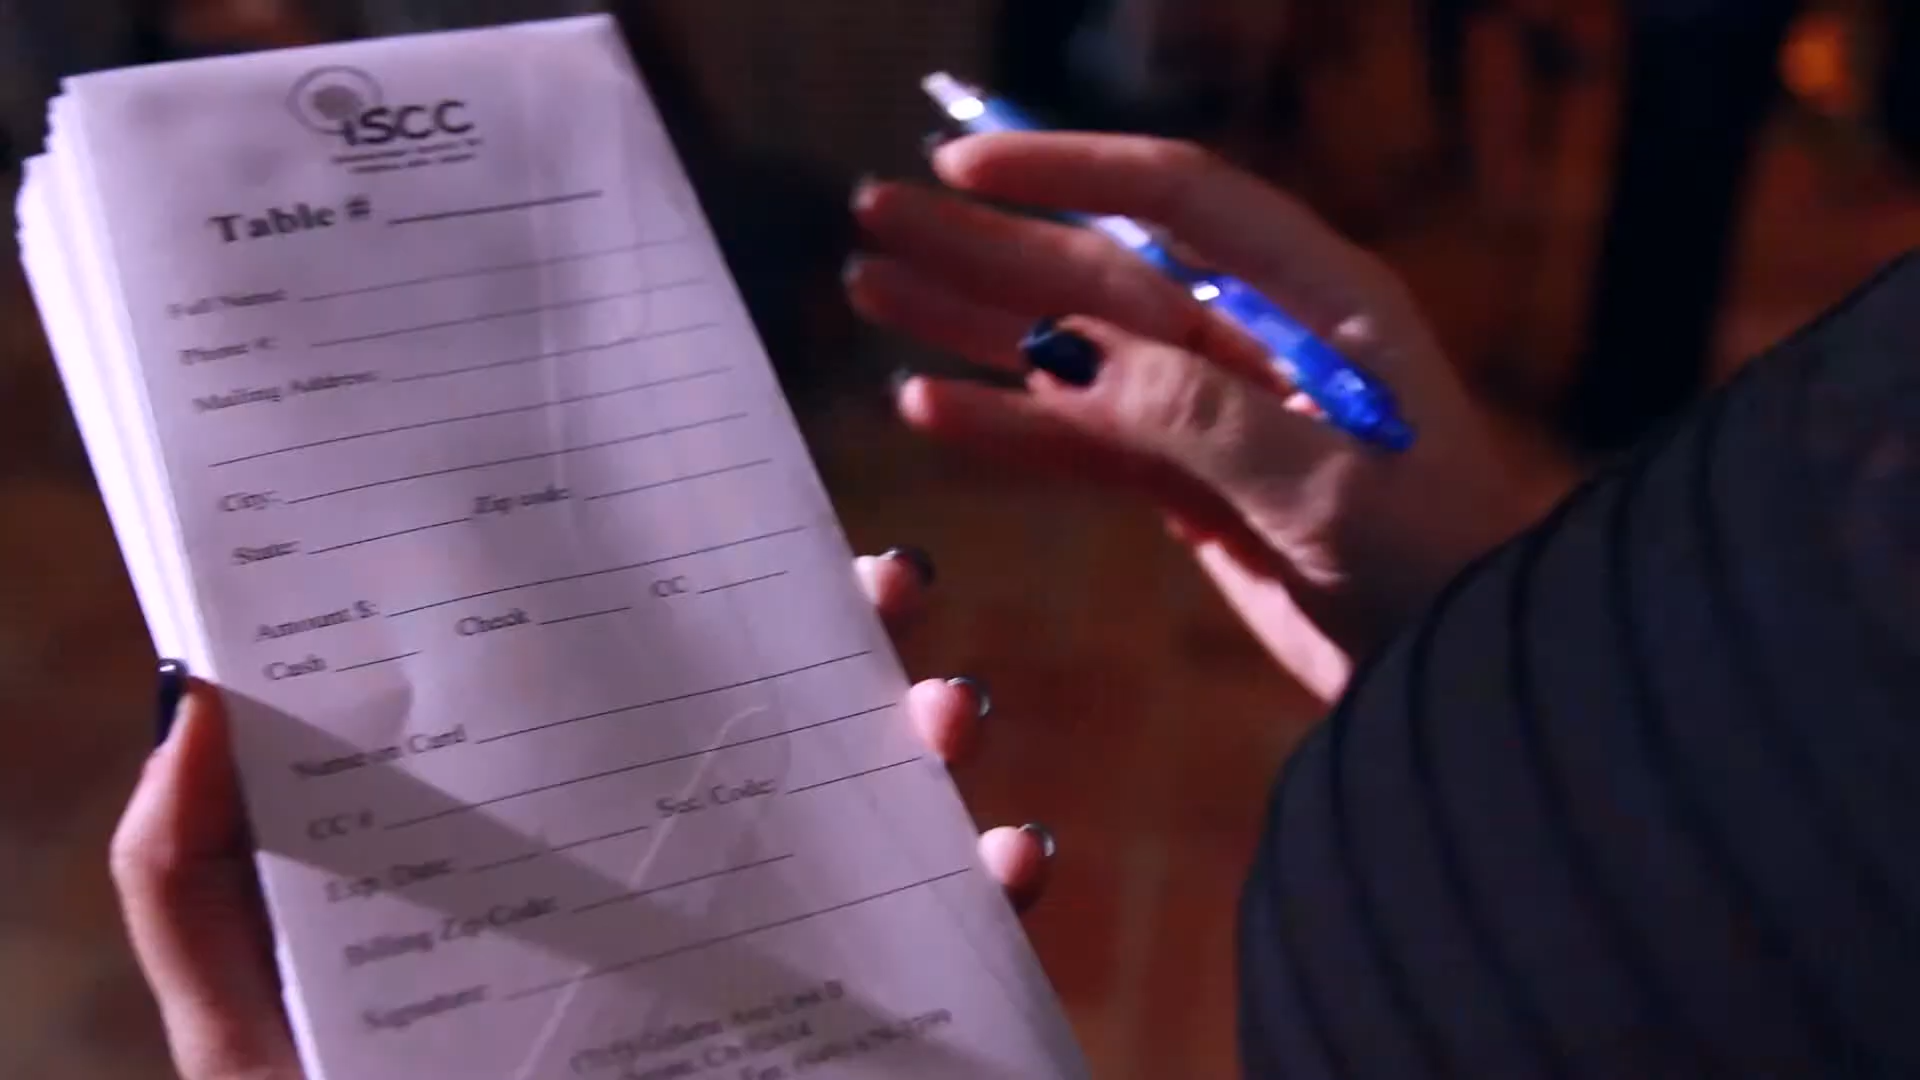 iSCC
Table #
Full Name:
Phone #:
Mailing Address:
City:
State: Zip code:
Amount $:
Cash Check CC
Name on Card
CC #
Exp. Date: Sec. Code:
Billing Zip Code:
Signature: